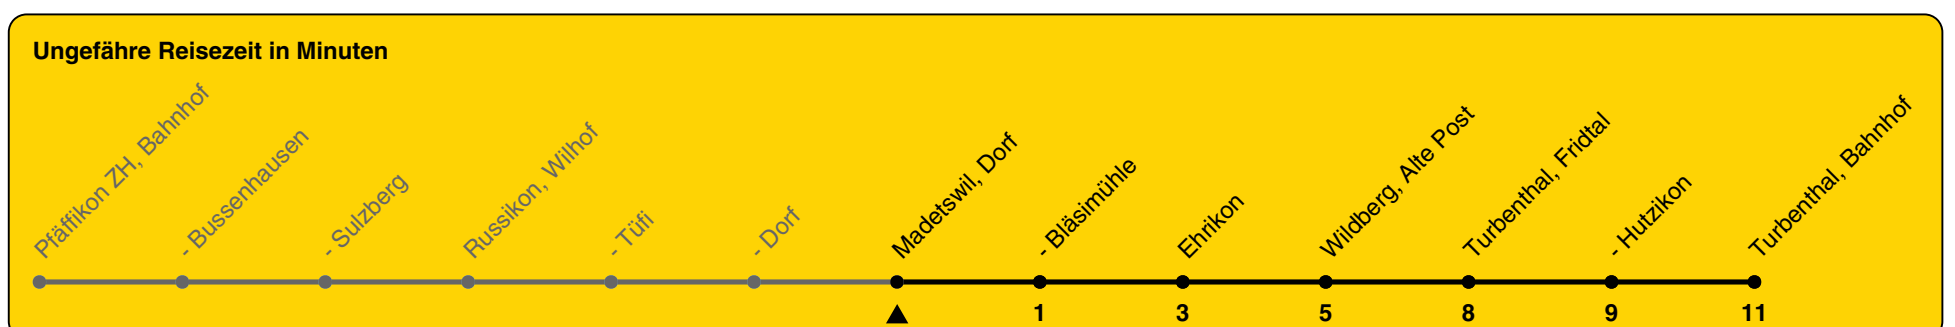 Ungefähre Reisezeit in Minuten
Pfäffikon ZH, Bahnhof
- Bussenhausen
- Sulzberg
Russikon, Wilhof
- Tüfi
- Dorf
Madetswil, Dorf
- Bläsimühle
Ehrikon
Wildberg, Alte Post
Turbenthal, Fridtal
- Hutzikon
Turbenthal, Bahnhof
1 3 5 8 9 11